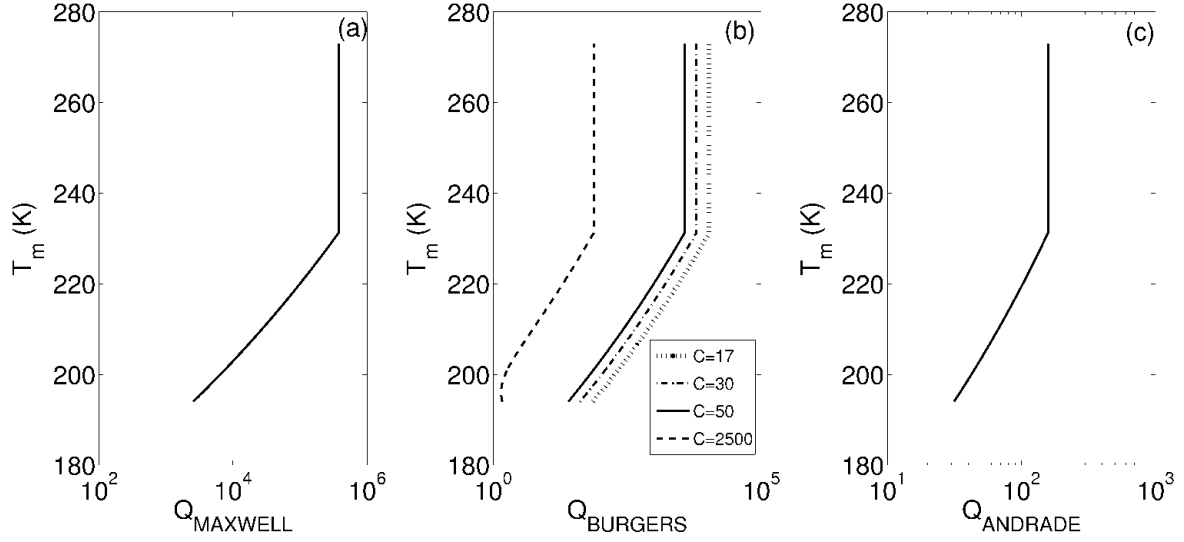 (a)
280
260
240
220
200
180
T_m (K)
10^2
10^4
10^6
Q_MAXWELL
(b)
280
260
240
220
200
180
T_m (K)
C=17
C=30
C=50
C=2500
10^0
10^5
Q_BURGERS
(c)
280
260
240
220
200
180
T_m (K)
10^1
10^2
10^3
Q_ANDRADE